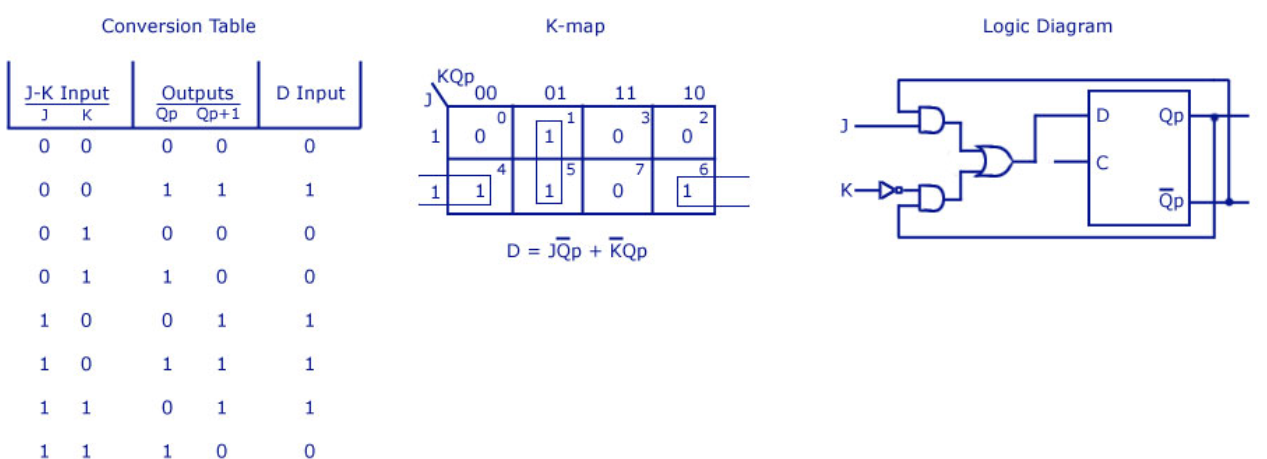 Conversion Table
J-K Input Outputs D Input
J K Qp Qp+1
0 0 0 0 0
0 0 1 1 1
0 1 0 0 0
0 1 1 0 0
1 0 0 1 1
1 0 1 1 1
1 1 0 1 1
1 1 1 0 0
K-map
KQp
J 00 01 11 10
1 0 0 1 1 0 3 0 2
1 1 4 1 5 0 7 1 6
D = JQ̅p + K̅Qp
Logic Diagram
J D Qp
C
K Q̅p